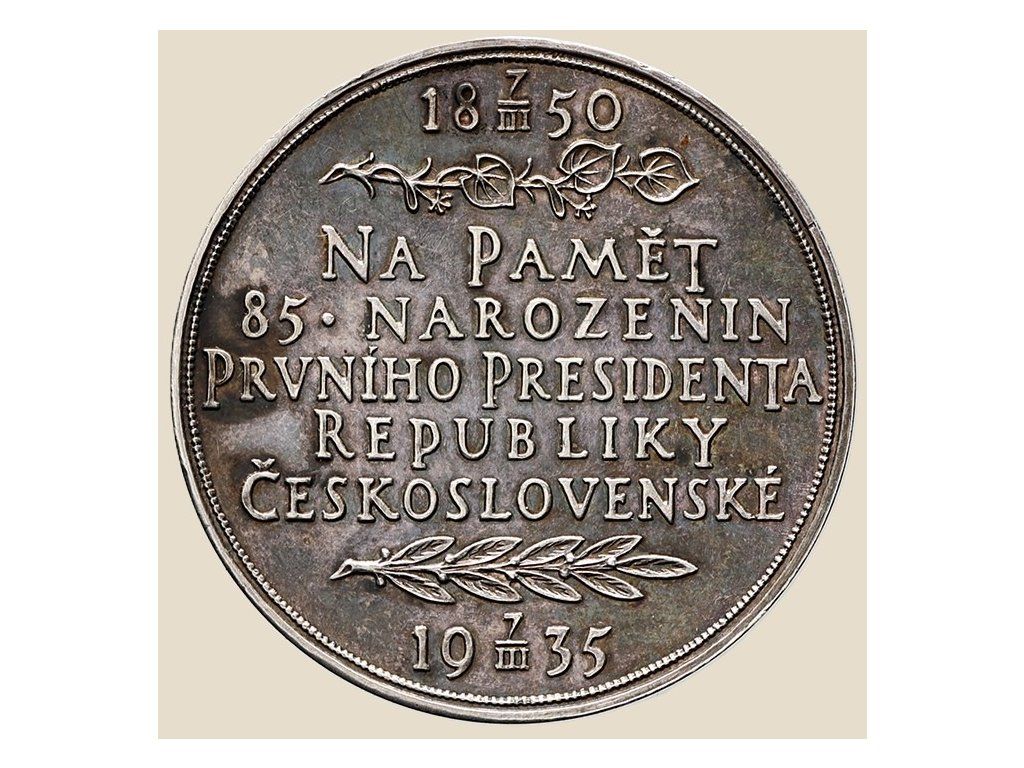 18 7/III 50
NA PAMĚT
85. NAROZENIN
PRVNÍHO PRESIDENTA
REPUBLIKY
ČESKOSLOVENSKÉ
19 7/III 35